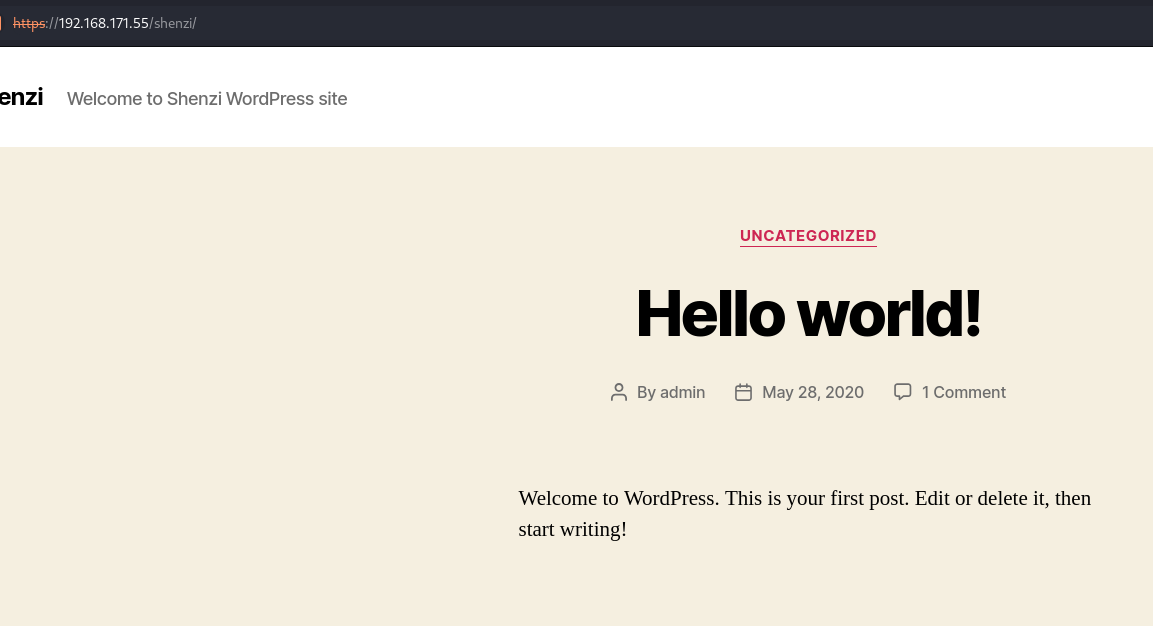 https://192.168.171.55/shenzi/
enzi Welcome to Shenzi WordPress site
UNCATEGORIZED
Hello world!
By admin May 28, 2020 1 Comment
Welcome to WordPress. This is your first post. Edit or delete it, then
start writing!